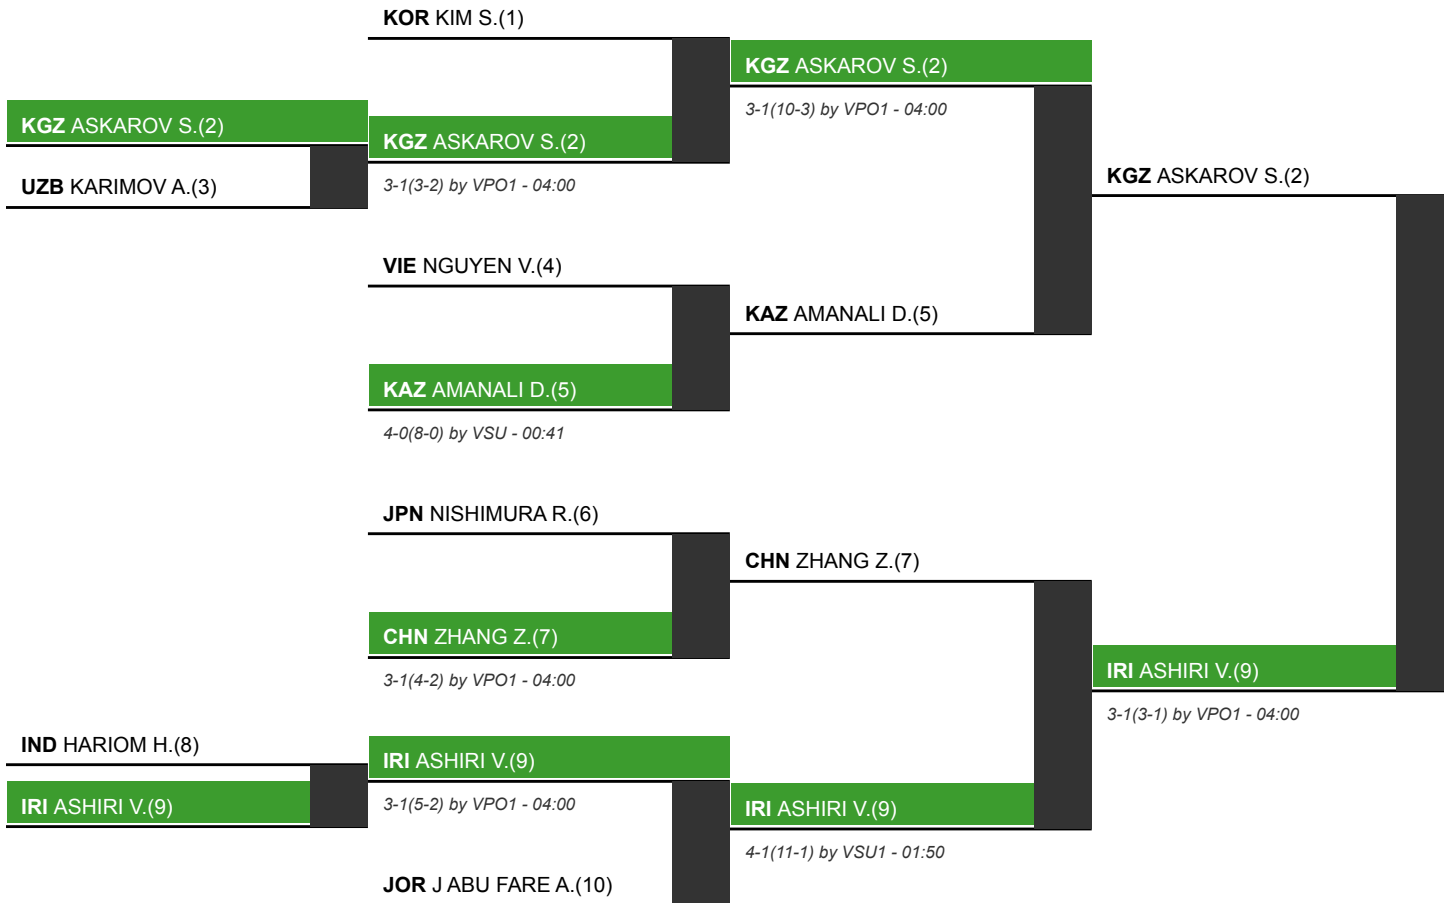 KOR KIM S.(1)
KGZ ASKAROV S.(2)
3-1(10-3) by VPO1 - 04:00
KGZ ASKAROV S.(2)
KGZ ASKAROV S.(2)
3-1(3-2) by VPO1 - 04:00
UZB KARIMOV A.(3)
KGZ ASKAROV S.(2)
VIE NGUYEN V.(4)
KAZ AMANALI D.(5)
KAZ AMANALI D.(5)
4-0(8-0) by VSU - 00:41
JPN NISHIMURA R.(6)
CHN ZHANG Z.(7)
CHN ZHANG Z.(7)
3-1(4-2) by VPO1 - 04:00
IRI ASHIRI V.(9)
3-1(3-1) by VPO1 - 04:00
IND HARIOM H.(8)
IRI ASHIRI V.(9)
3-1(5-2) by VPO1 - 04:00
IRI ASHIRI V.(9)
IRI ASHIRI V.(9)
4-1(11-1) by VSU1 - 01:50
JOR J ABU FARE A.(10)